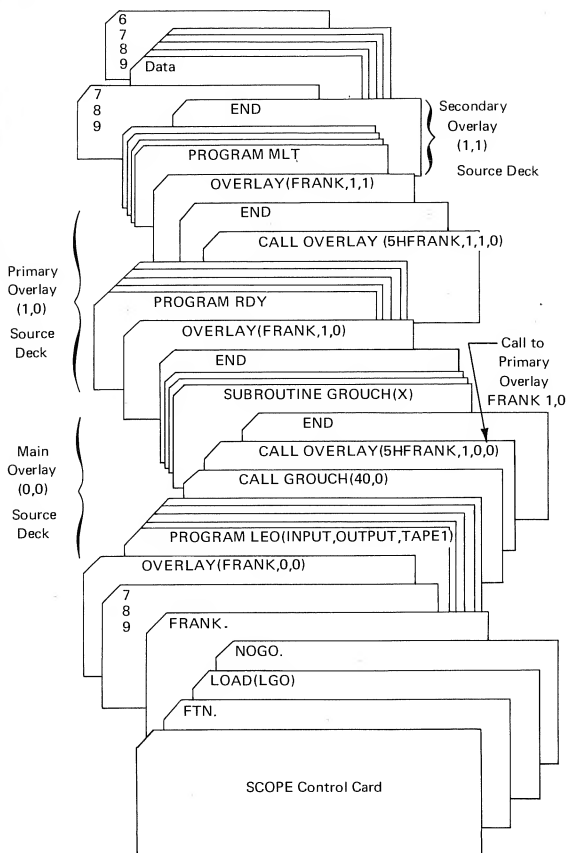 6
7
8
9
Data
7
8
9
END
Secondary
Overlay
(1,1)
Source Deck
PROGRAM MLT
OVERLAY(FRANK,1,1)
END
CALL OVERLAY (5HFRANK,1,1,0)
Primary
Overlay
(1,0)
Source
Deck
PROGRAM RDY
OVERLAY(FRANK,1,0)
END
Call to
Primary
Overlay
FRANK 1,0
SUBROUTINE GROUCH(X)
END
Main
Overlay
(0,0)
Source
Deck
CALL OVERLAY(5HFRANK,1,0,0)
CALL GROUCH(40,0)
PROGRAM LEO(INPUT,OUTPUT,TAPE1)
OVERLAY(FRANK,0,0)
7
8
9
FRANK.
NOGO.
LOAD(LGO)
FTN.
SCOPE Control Card